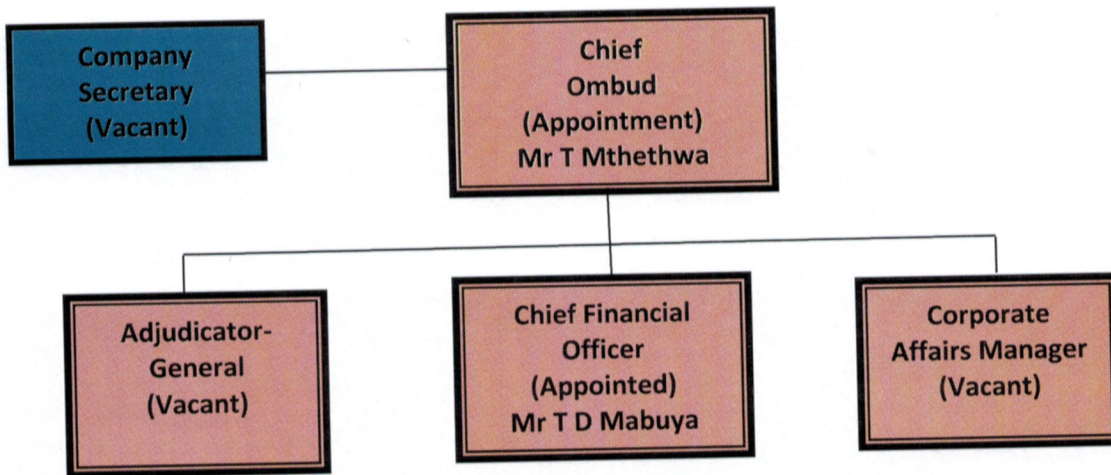 Company
Secretary
(Vacant)
Chief
Ombud
(Appointment)
Mr T Mthethwa
Adjudicator-
General
(Vacant)
Chief Financial
Officer
(Appointed)
Mr T D Mabuya
Corporate
Affairs Manager
(Vacant)